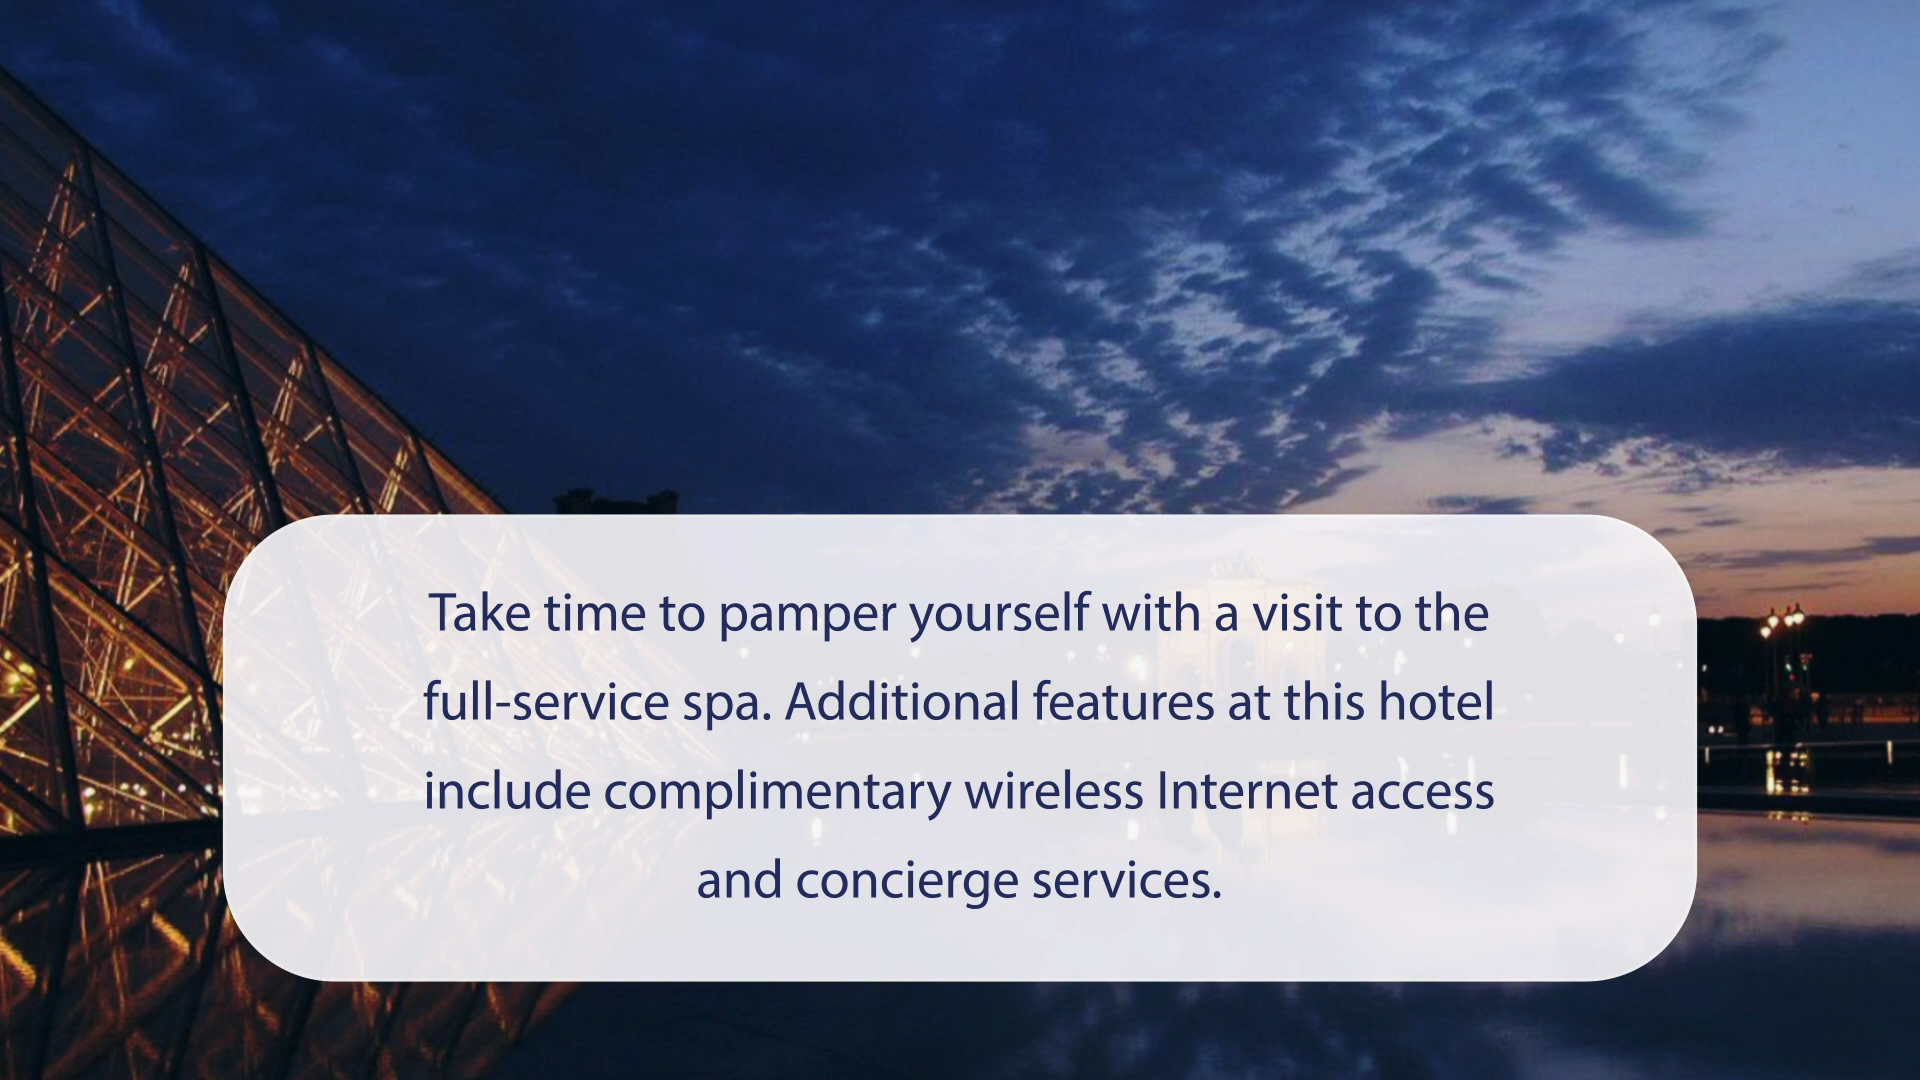 Take time to pamper yourself with a visit to the
full-service spa. Additional features at this hotel
include complimentary wireless Internet access
and concierge services.